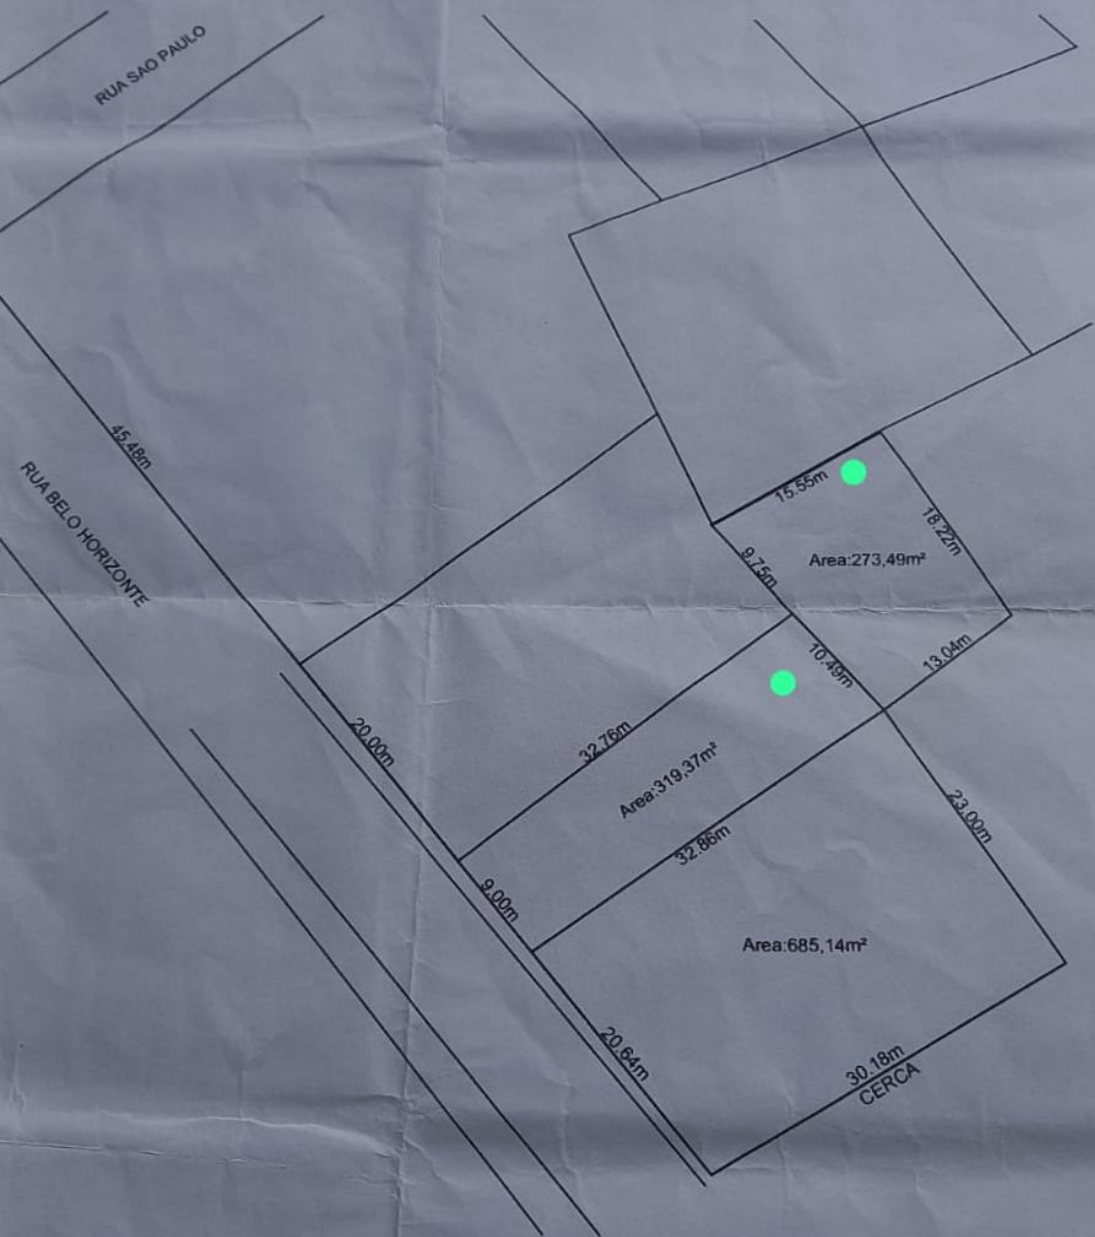 RUA SAO PAULO
45.48m
RUA BELO HORIZONTE
15.55m
18.22m
9.75m
Area:273,49m²
10.49m
13.04m
20.00m
32.76m
Area:319,37m²
32.86m
23.00m
9.00m
Area:685,14m²
20.64m
30.18m
CERCA